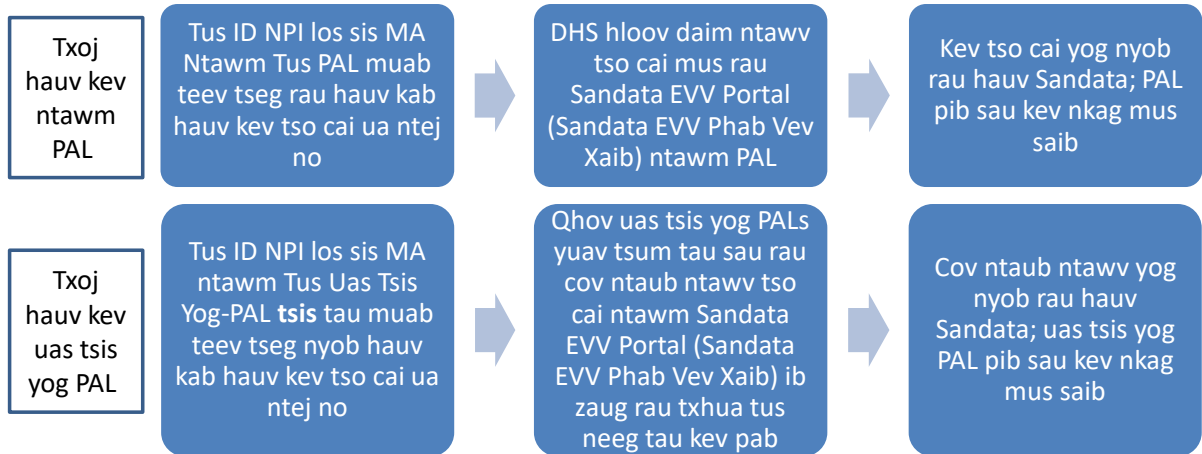 Txoj
hauv kev
ntawm
PAL
Tus ID NPI los sis MA
Ntawm Tus PAL muab
teev tseg rau hauv kab
hauv kev tso cai ua ntej
no
DHS hloov daim ntawv
tso cai mus rau
Sandata EVV Portal
(Sandata EVV Phab Vev
Xaib) ntawm PAL
Kev tso cai yog nyob
rau hauv Sandata; PAL
pib sau kev nkag mus
saib
Txoj
hauv kev
uas tsis
yog PAL
Tus ID NPI los sis MA
ntawm Tus Uas Tsis
Yog-PAL tsis tau muab
teev tseg nyob hauv
kab hauv kev tso cai ua
ntej no
Qhov uas tsis yog PALs
yuav tsum tau sau rau
cov ntaub ntawv tso
cai ntawm Sandata
EVV Portal (Sandata
EVV Phab Vev Xaib) ib
zaug rau txhua tus
neeg tau kev pab
Cov ntaub ntawv yog
nyob rau hauv
Sandata; uas tsis yog
PAL pib sau kev nkag
mus saib